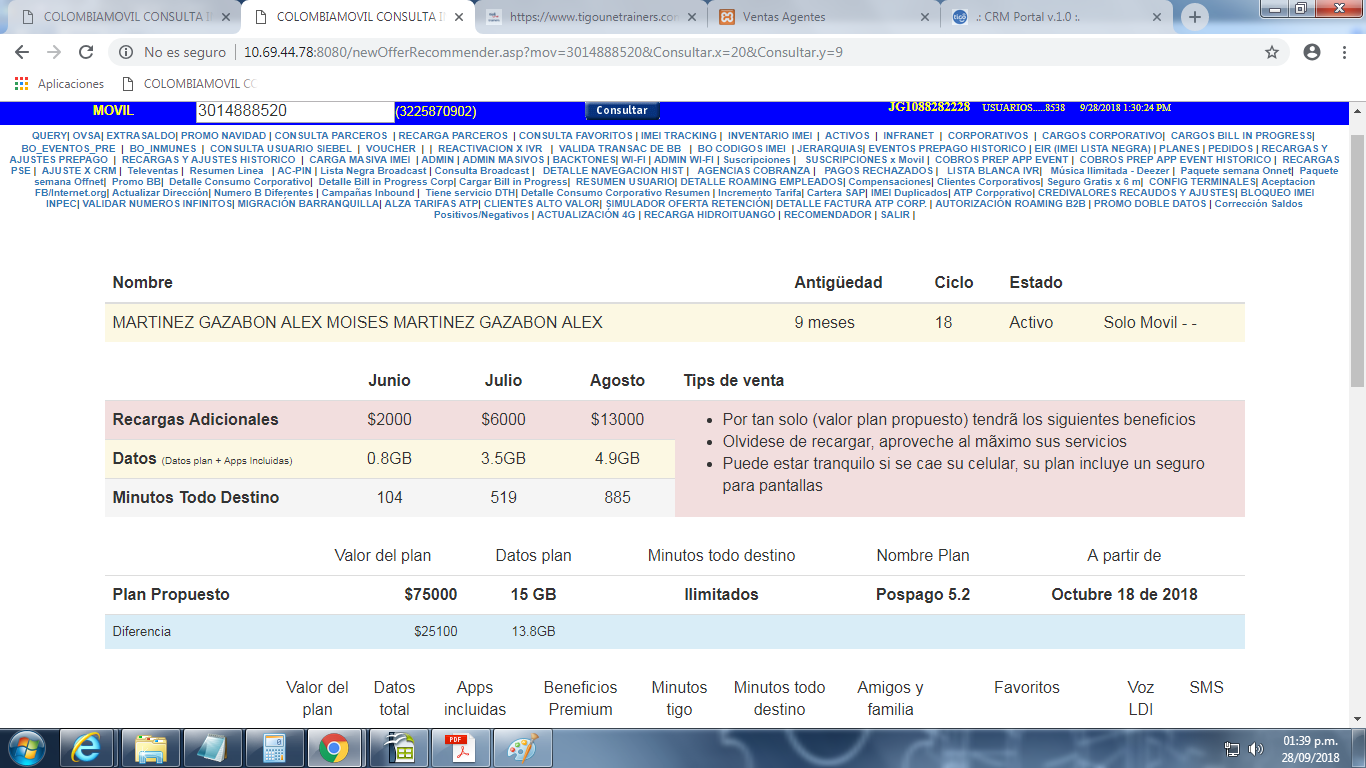 COLOMBIAMOVIL CONSULTA I
COLOMBIAMOVIL CONSULTA I
https://www.tigounetrainers.con
Ventas Agentes
.: CRM Portal v.1.0 :.
No es seguro | 10.69.44.78:8080/newOfferRecommender.asp?mov=3014888520&Consultar.x=20&Consultar.y=9
Aplicaciones COLOMBIAMOVIL CO
MOVIL 3014888520 (3225870902) Consultar JG1088282228 USUARIOS.....8538 9/28/2018 1:30:24 PM
QUERY| OVSA| EXTRASALDO| PROMO NAVIDAD | CONSULTA PARCEROS | RECARGA PARCEROS | CONSULTA FAVORITOS | IMEI TRACKING | INVENTARIO IMEI | ACTIVOS | INFRANET | CORPORATIVOS | CARGOS CORPORATIVO| CARGOS BILL IN PROGRESS|
BO_EVENTOS_PRE | BO_INMUNES | CONSULTA USUARIO SIEBEL | VOUCHER | | REACTIVACION X IVR | VALIDA TRANSAC DE BB | BO CODIGOS IMEI | JERARQUIAS| EVENTOS PREPAGO HISTORICO | EIR (IMEI LISTA NEGRA) | PLANES | PEDIDOS | RECARGAS Y
AJUSTES PREPAGO | RECARGAS Y AJUSTES HISTORICO | CARGA MASIVA IMEI | ADMIN | ADMIN MASIVOS | BACKTONES| WI-FI | ADMIN WI-FI | Suscripciones | SUSCRIPCIONES x Movil | COBROS PREP APP EVENT | COBROS PREP APP EVENT HISTORICO | RECARGAS
PSE | AJUSTE X CRM | Televentas | Resumen Linea | AC-PIN | Lista Negra Broadcast | Consulta Broadcast | DETALLE NAVEGACION HIST | AGENCIAS COBRANZA | PAGOS RECHAZADOS | LISTA BLANCA IVR| Música Ilimitada - Deezer | Paquete semana Onnet| Paquete
semana Offnet| Promo BB| Detalle Consumo Corporativo| Detalle Bill in Progress Corp| Cargar Bill in Progress| RESUMEN USUARIO| DETALLE ROAMING EMPLEADOS| Compensaciones| Clientes Corporativos| Seguro Gratis x 6 m| CONFIG TERMINALES| Aceptacion
FB/Internet.org| Actualizar Dirección| Numero B Diferentes | Campañas Inbound | Tiene servicio DTH| Detalle Consumo Corporativo Resumen | Incremento Tarifa| Cartera SAP| IMEI Duplicados| ATP Corporativo| CREDIVALORES RECAUDOS Y AJUSTES| BLOQUEO IMEI
INPEC| VALIDAR NUMEROS INFINITOS| MIGRACIÓN BARRANQUILLA| ALZA TARIFAS ATP| CLIENTES ALTO VALOR| SIMULADOR OFERTA RETENCIÓN| DETALLE FACTURA ATP CORP. | AUTORIZACIÓN ROAMING B2B | PROMO DOBLE DATOS | Corrección Saldos
Positivos/Negativos | ACTUALIZACIÓN 4G | RECARGA HIDROITUANGO | RECOMENDADOR | SALIR |
Nombre Antigüedad Ciclo Estado
MARTINEZ GAZABON ALEX MOISES MARTINEZ GAZABON ALEX 9 meses 18 Activo Solo Movil - -
Junio Julio Agosto Tips de venta
Recargas Adicionales $2000 $6000 $13000
Datos (Datos plan + Apps Incluidas) 0.8GB 3.5GB 4.9GB
Minutos Todo Destino 104 519 885
• Por tan solo (valor plan propuesto) tendrã los siguientes beneficios
• Olvidese de recargar, aproveche al mãximo sus servicios
• Puede estar tranquilo si se cae su celular, su plan incluye un seguro
para pantallas
Valor del plan Datos plan Minutos todo destino Nombre Plan A partir de
Plan Propuesto $75000 15 GB Ilimitados Pospago 5.2 Octubre 18 de 2018
Diferencia $25100 13.8GB
Valor del Datos Apps Beneficios Minutos Minutos todo Amigos y Favoritos Voz SMS
plan total incluidas Premium tigo destino familia LDI
01:39 p.m.
28/09/2018